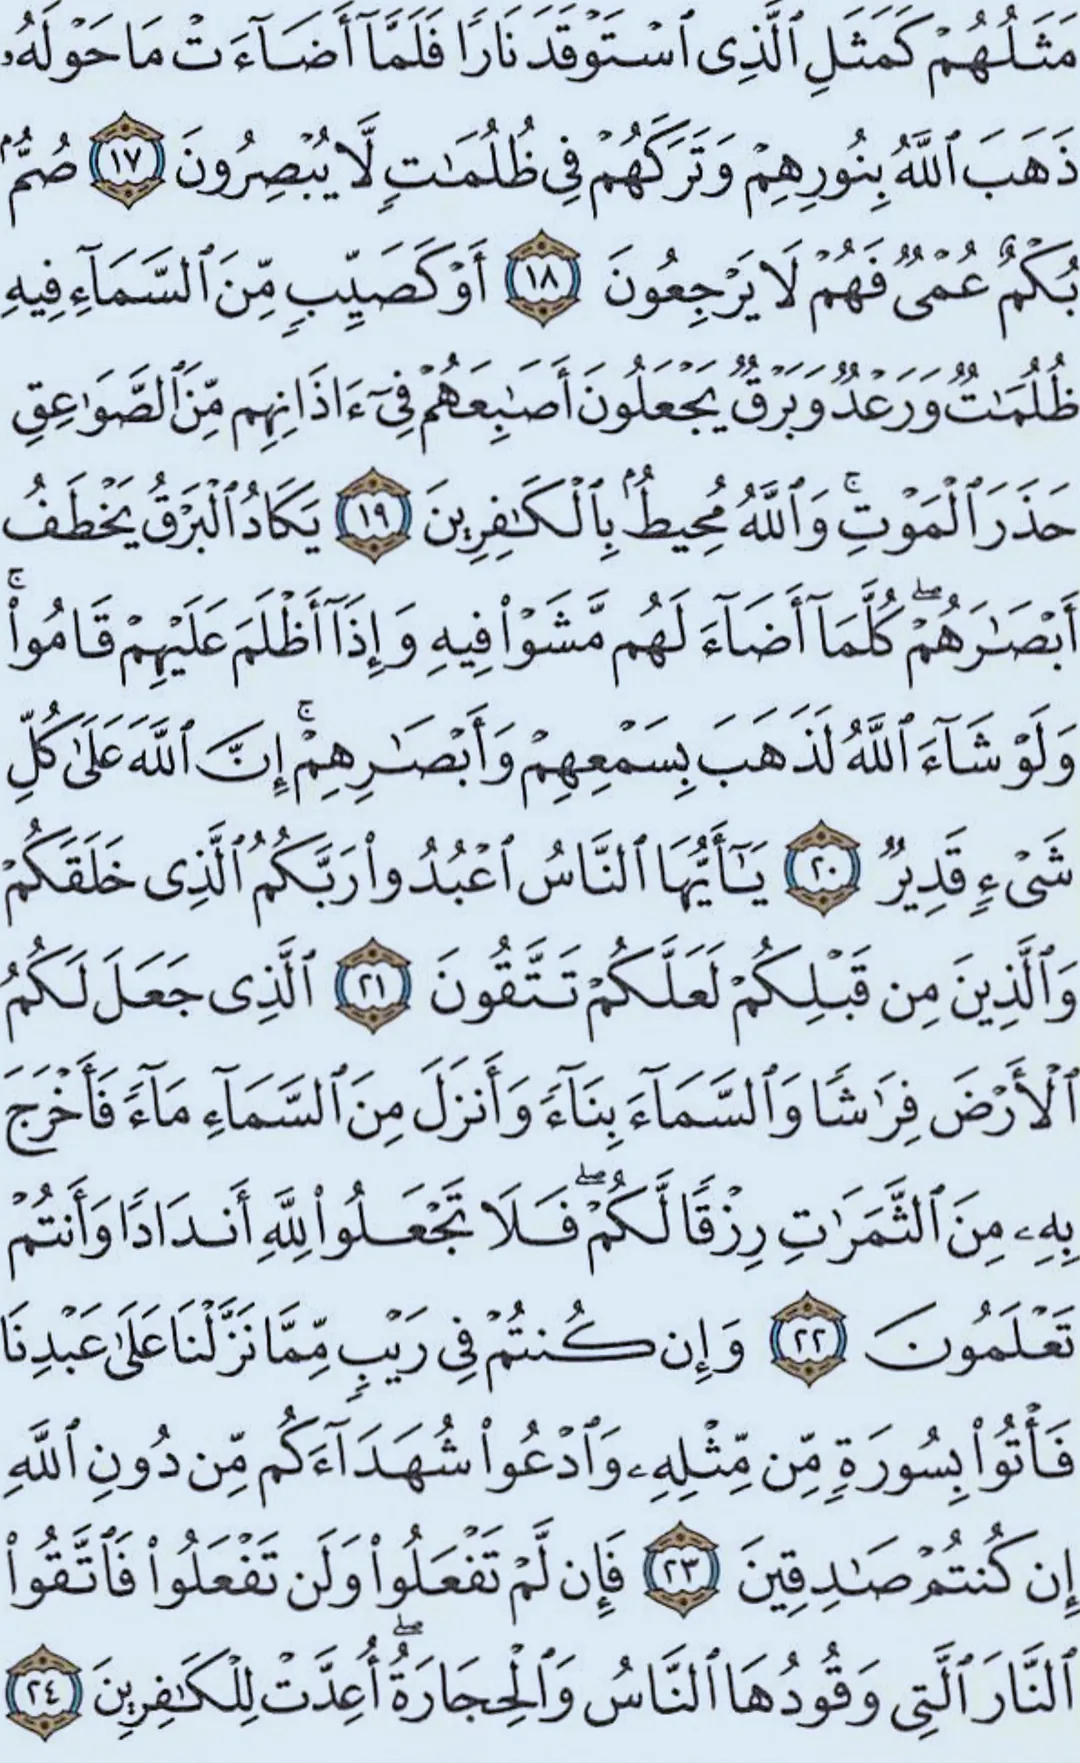 مَثَلُهُمْ كَمَثَلِ ٱلَّذِى ٱسْتَوْقَدَ نَارًا فَلَمَّآ أَضَآءَتْ مَا حَوْلَهُۥ
ذَهَبَ ٱللَّهُ بِنُورِهِمْ وَتَرَكَهُمْ فِى ظُلُمَٰتٍ لَّا يُبْصِرُونَ ١٧ صُمٌّۢ
بُكْمٌ عُمْىٌ فَهُمْ لَا يَرْجِعُونَ ١٨ أَوْ كَصَيِّبٍ مِّنَ ٱلسَّمَآءِ فِيهِ
ظُلُمَٰتٌ وَرَعْدٌ وَبَرْقٌ يَجْعَلُونَ أَصَٰبِعَهُمْ فِىٓ ءَاذَانِهِم مِّنَ ٱلصَّوَٰعِقِ
حَذَرَ ٱلْمَوْتِ ۚ وَٱللَّهُ مُحِيطٌۢ بِٱلْكَٰفِرِينَ ١٩ يَكَادُ ٱلْبَرْقُ يَخْطَفُ
أَبْصَٰرَهُمْ ۖ كُلَّمَآ أَضَآءَ لَهُم مَّشَوْا۟ فِيهِ وَإِذَآ أَظْلَمَ عَلَيْهِمْ قَامُوا۟ ۚ
وَلَوْ شَآءَ ٱللَّهُ لَذَهَبَ بِسَمْعِهِمْ وَأَبْصَٰرِهِمْ ۚ إِنَّ ٱللَّهَ عَلَىٰ كُلِّ
شَىْءٍ قَدِيرٌ ٢٠ يَٰٓأَيُّهَا ٱلنَّاسُ ٱعْبُدُوا۟ رَبَّكُمُ ٱلَّذِى خَلَقَكُمْ
وَٱلَّذِينَ مِن قَبْلِكُمْ لَعَلَّكُمْ تَتَّقُونَ ٢١ ٱلَّذِى جَعَلَ لَكُمُ
ٱلْأَرْضَ فِرَٰشًا وَٱلسَّمَآءَ بِنَآءً وَأَنزَلَ مِنَ ٱلسَّمَآءِ مَآءً فَأَخْرَجَ
بِهِۦ مِنَ ٱلثَّمَرَٰتِ رِزْقًا لَّكُمْ ۖ فَلَا تَجْعَلُوا۟ لِلَّهِ أَندَادًا وَأَنتُمْ
تَعْلَمُونَ ٢٢ وَإِن كُنتُمْ فِى رَيْبٍ مِّمَّا نَزَّلْنَا عَلَىٰ عَبْدِنَا
فَأْتُوا۟ بِسُورَةٍ مِّن مِّثْلِهِۦ وَٱدْعُوا۟ شُهَدَآءَكُم مِّن دُونِ ٱللَّهِ
إِن كُنتُمْ صَٰدِقِينَ ٢٣ فَإِن لَّمْ تَفْعَلُوا۟ وَلَن تَفْعَلُوا۟ فَٱتَّقُوا۟
ٱلنَّارَ ٱلَّتِى وَقُودُهَا ٱلنَّاسُ وَٱلْحِجَارَةُ ۖ أُعِدَّتْ لِلْكَٰفِرِينَ ٢٤